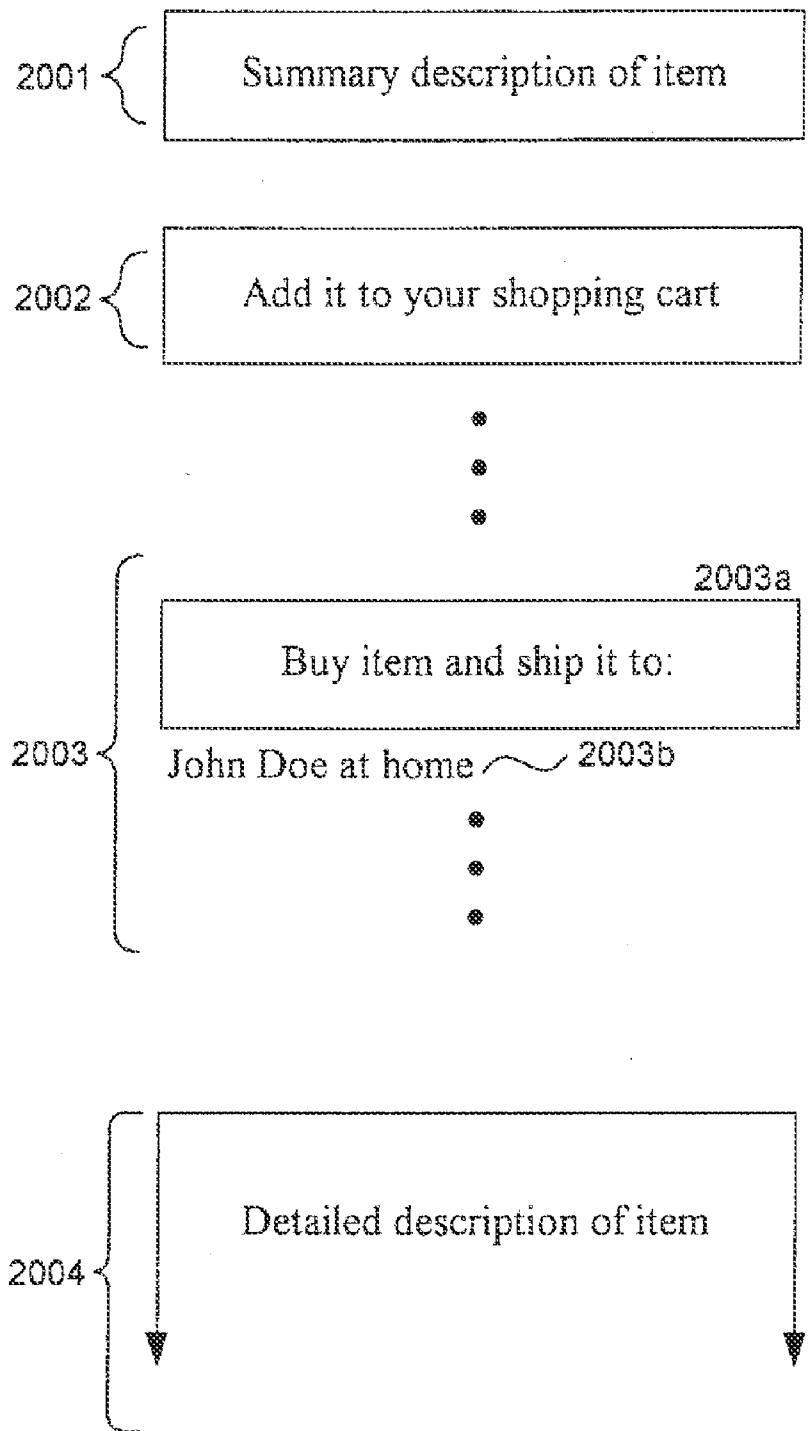 2001 Summary description of item
2002 Add it to your shopping cart
2003a
Buy item and ship it to:
2003 John Doe at home 2003b
2004 Detailed description of item